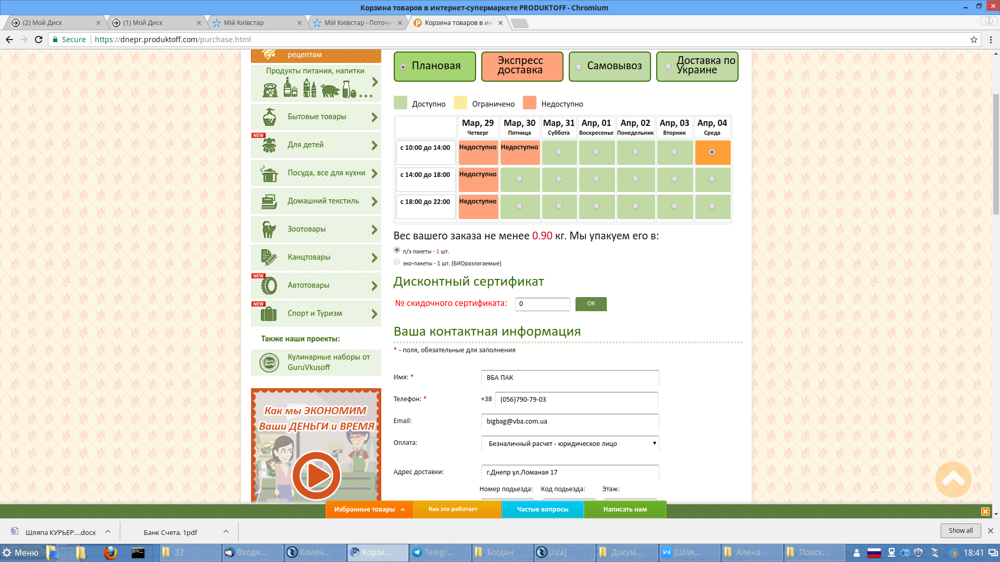 Корзина товаров в интернет-супермаркете PRODUKTOFF - Chromium
(2) Мой Диск
(1) Мой Диск
Мій Київстар
Мій Київстар - Поточн
Корзина товаров в ин
Secure
https://dnepr.produktoff.com/purchase.html
рецептам
Продукты питания, напитки
Бытовые товары
NEW
Для детей
Посуда, все для кухни
Домашний текстиль
Зоотовары
Канцтовары
NEW
Автотовары
NEW
Спорт и Туризм
Также наши проекты:
Кулинарные наборы от
GuruVkusoff
Как мы ЭКОНОМИМ
Ваши ДЕНЬГИ и ВРЕМЯ
Плановая
Экспресс
доставка
Самовывоз
Доставка по
Украине
Доступно
Ограничено
Недоступно
Мар, 29 Мар, 30 Мар, 31 Апр, 01 Апр, 02 Апр, 03 Апр, 04
Четверг Пятница Суббота Воскресенье Понедельник Вторник Среда
с 10:00 до 14:00 Недоступно Недоступно
с 14:00 до 18:00 Недоступно
с 18:00 до 22:00 Недоступно
Вес вашего заказа не менее 0.90 кг. Мы упакуем его в:
п/э пакеты - 1 шт.
эко-пакеты - 1 шт. (БИОразлагаемые)
Дисконтный сертификат
№ скидочного сертификата: 0 ОК
Ваша контактная информация
* - поля, обязательные для заполнения
Имя: * ВБА ПАК
Телефон: * +38 (056)790-79-03
Email: bigbag@vba.com.ua
Оплата: Безналичный расчет - юридическое лицо
Адрес доставки: г.Днепр ул.Ломаная 17
Номер подьезда: Код подьезда: Этаж:
Избранные товары
Как это работает
Частые вопросы
Написать нам
Шляпа КУРЬЕР....docx
Банк Счета. 1pdf
Show all
Меню
32
Входя...
Клиен...
Корзи...
Telegr...
Богдан
[liza]
Докум...
[Шля...
Алена
Поиск...
1
18:41